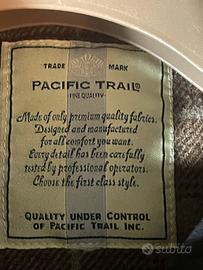 TRADE MARK
PACIFIC TRAIL®
FINE QUALITY
Made of only premium quality fabrics.
Designed and manufactured
for all comfort you want.
Every detail has been carefully
tested by professional operators.
Choose the first class style.
QUALITY UNDER CONTROL
OF PACIFIC TRAIL INC.
subito